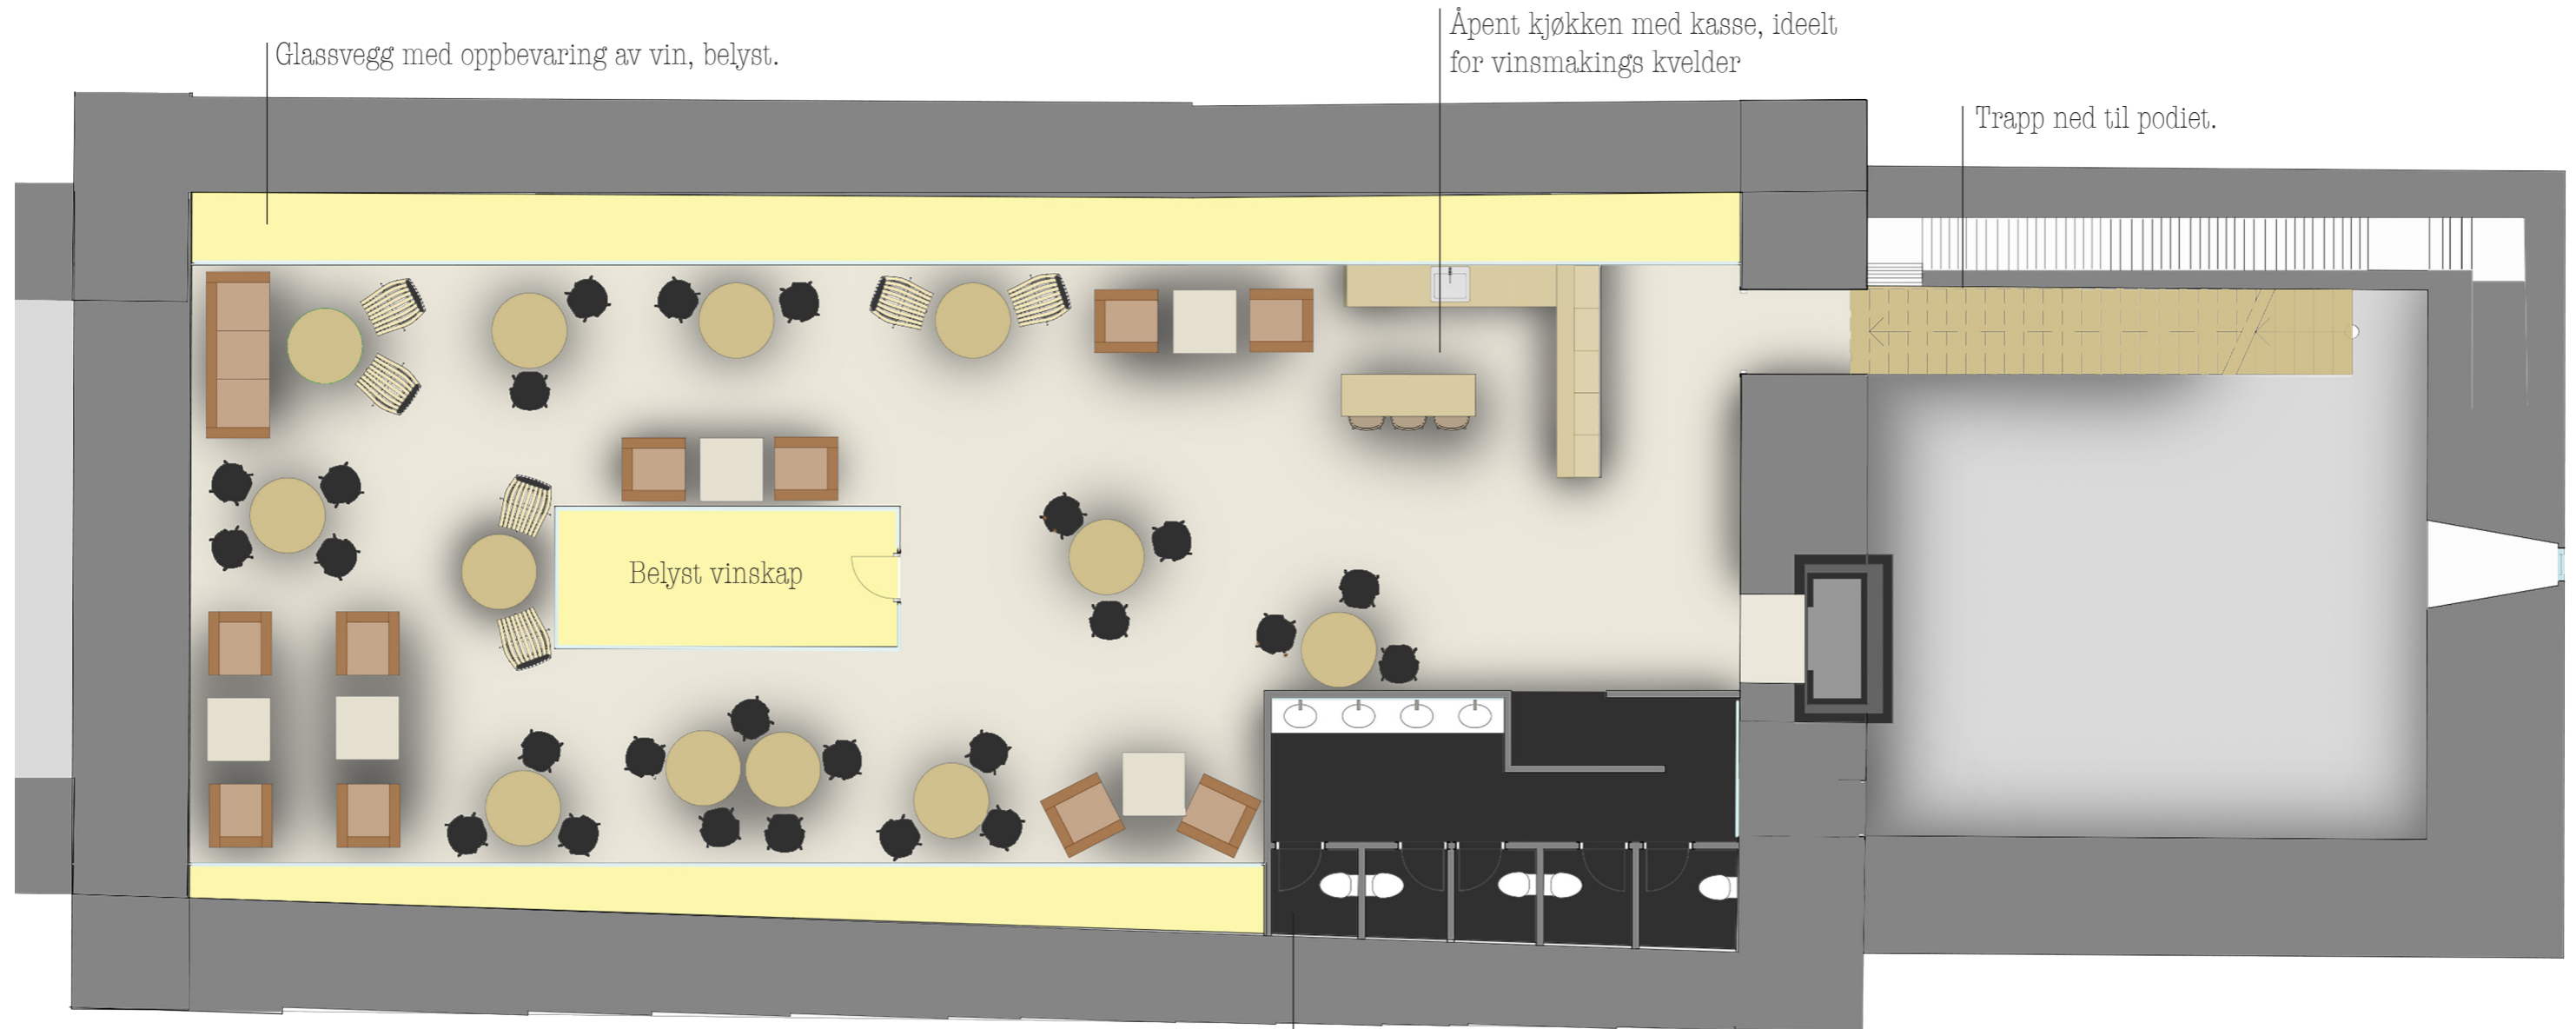 Glassvegg med oppbevaring av vin, belyst.
Åpent kjøkken med kasse, ideelt
for vinsmakings kvelder
Trapp ned til podiet.
Belyst vinskap